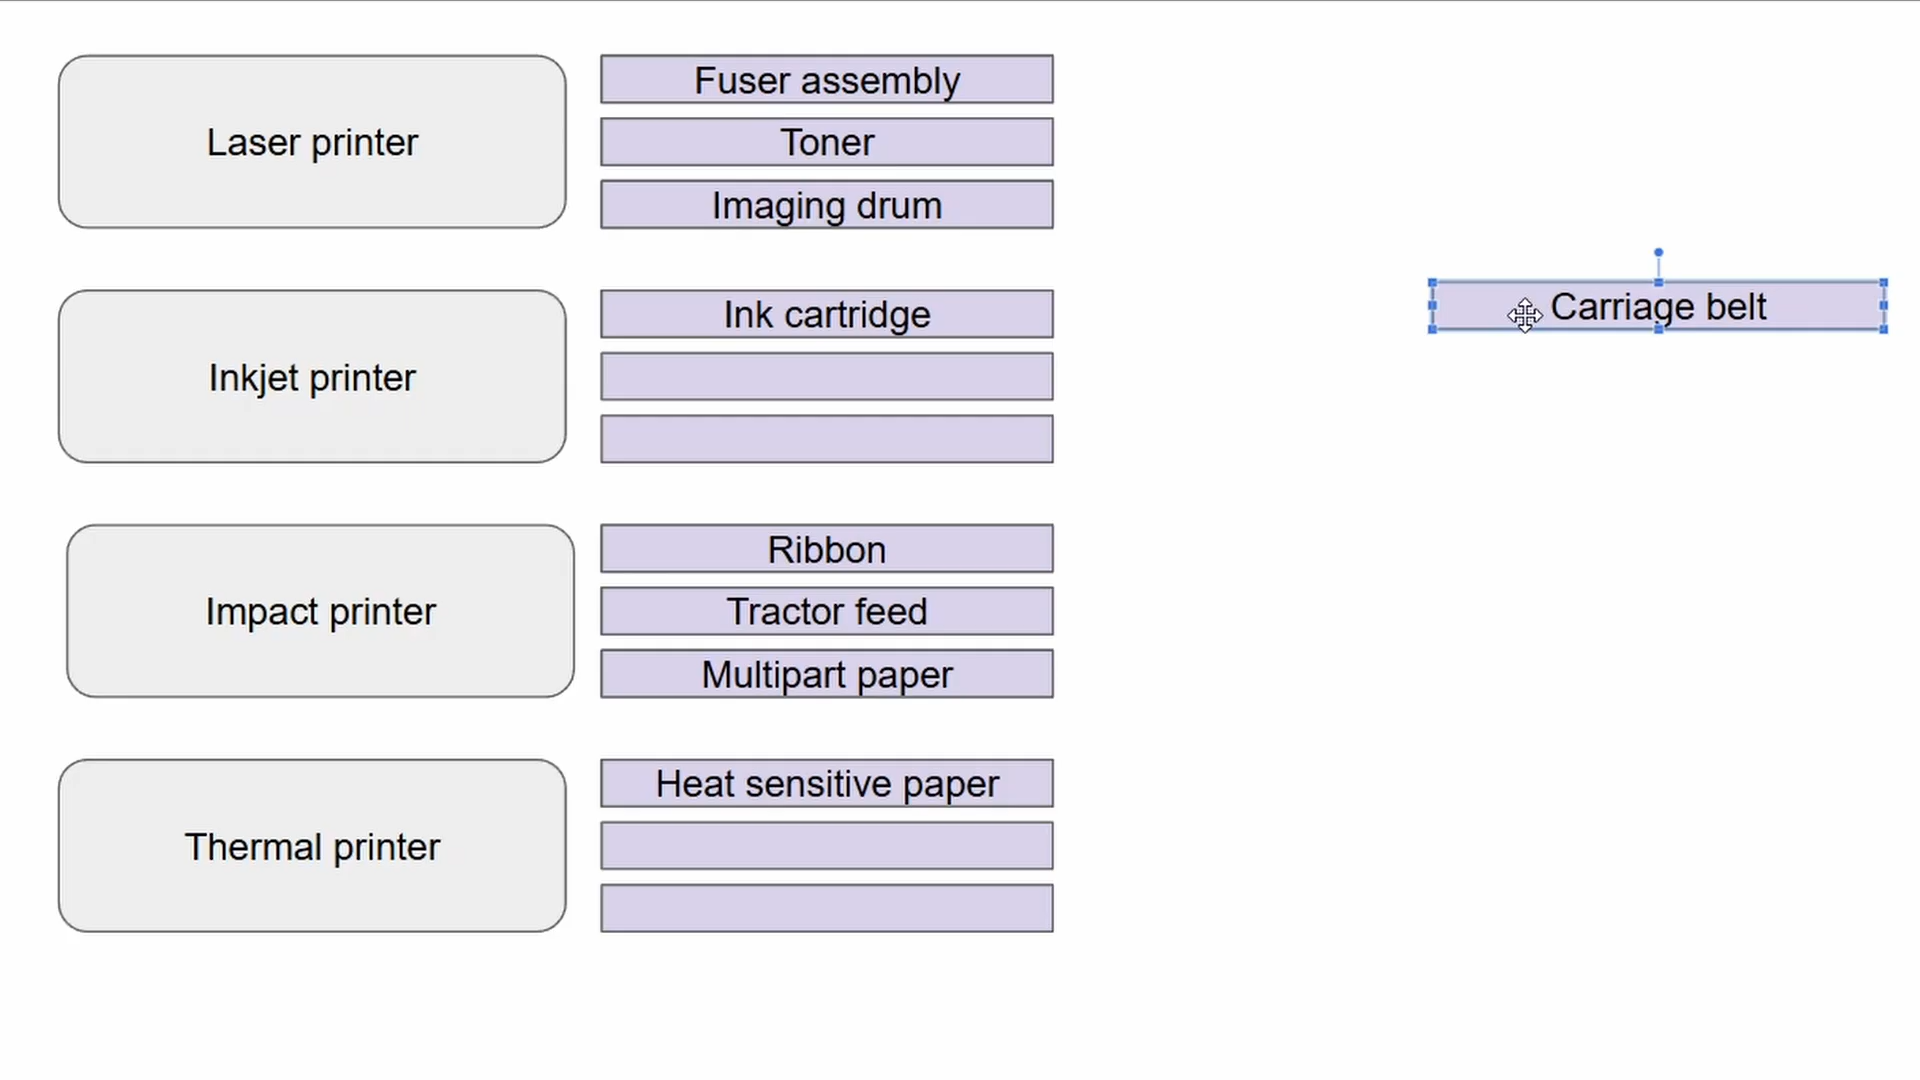 Laser printer
Fuser assembly
Toner
Imaging drum
Inkjet printer
Ink cartridge
Carriage belt
Impact printer
Ribbon
Tractor feed
Multipart paper
Thermal printer
Heat sensitive paper